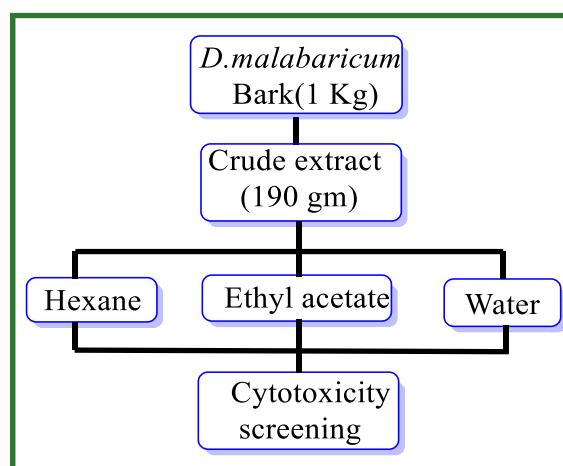 D.malabaricum
Bark(1 Kg)
Crude extract
(190 gm)
Hexane
Ethyl acetate
Water
Cytotoxicity
screening